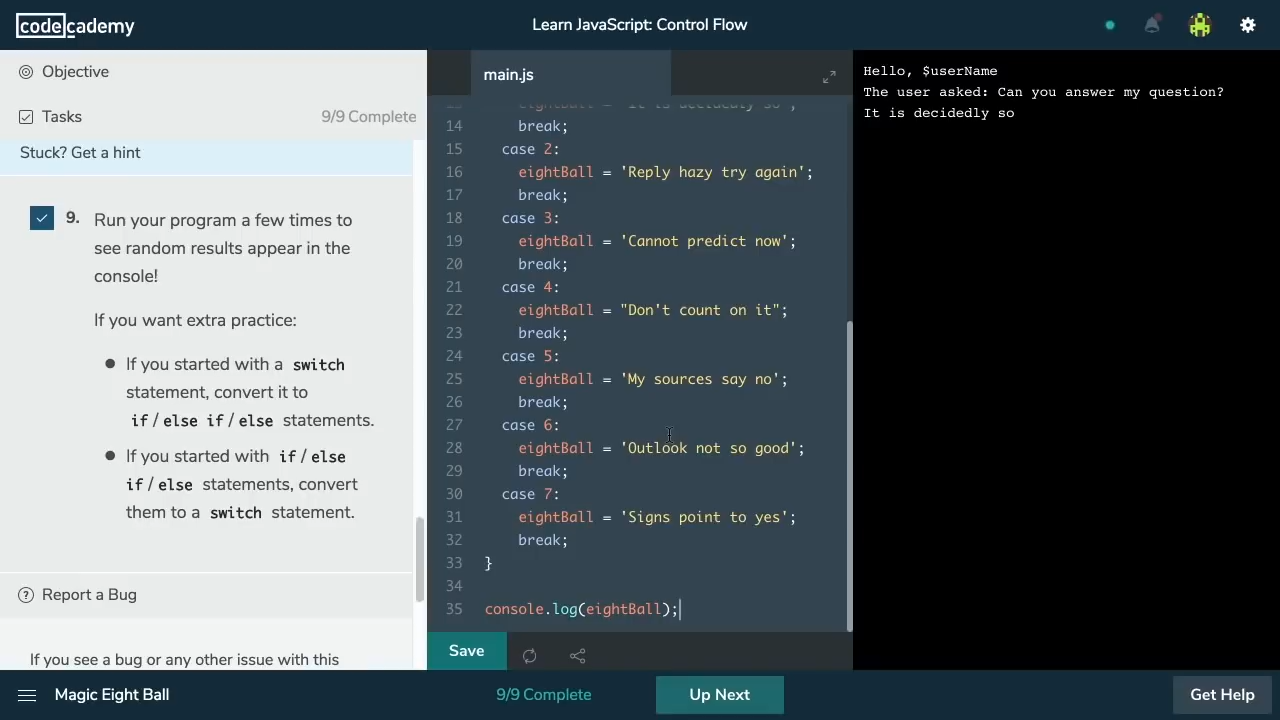 codecademy
Learn JavaScript: Control Flow
Objective
Tasks
9/9 Complete
Stuck? Get a hint
9. Run your program a few times to
see random results appear in the
console!
If you want extra practice:
If you started with a switch
statement, convert it to
if / else if / else statements.
If you started with if / else
if / else statements, convert
them to a switch statement.
Report a Bug
If you see a bug or any other issue with this
main.js
13 eightBall = 'It is decidedly so';
14 break;
15 case 2:
16 eightBall = 'Reply hazy try again';
17 break;
18 case 3:
19 eightBall = 'Cannot predict now';
20 break;
21 case 4:
22 eightBall = "Don't count on it";
23 break;
24 case 5:
25 eightBall = 'My sources say no';
26 break;
27 case 6:
28 eightBall = 'Outlook not so good';
29 break;
30 case 7:
31 eightBall = 'Signs point to yes';
32 break;
33 }
34
35 console.log(eightBall);
Save
Hello, $userName
The user asked: Can you answer my question?
It is decidedly so
Magic Eight Ball
9/9 Complete
Up Next
Get Help